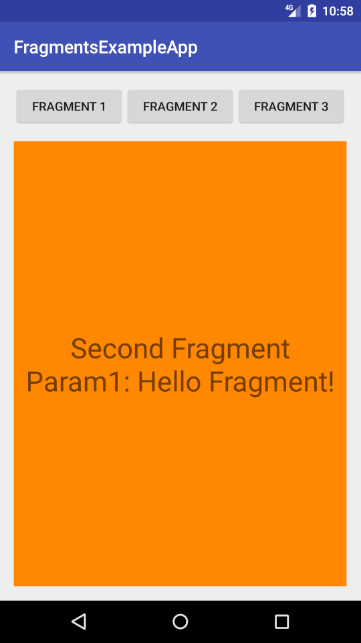 4G 10:58
FragmentsExampleApp
FRAGMENT 1 FRAGMENT 2 FRAGMENT 3
Second Fragment
Param1: Hello Fragment!